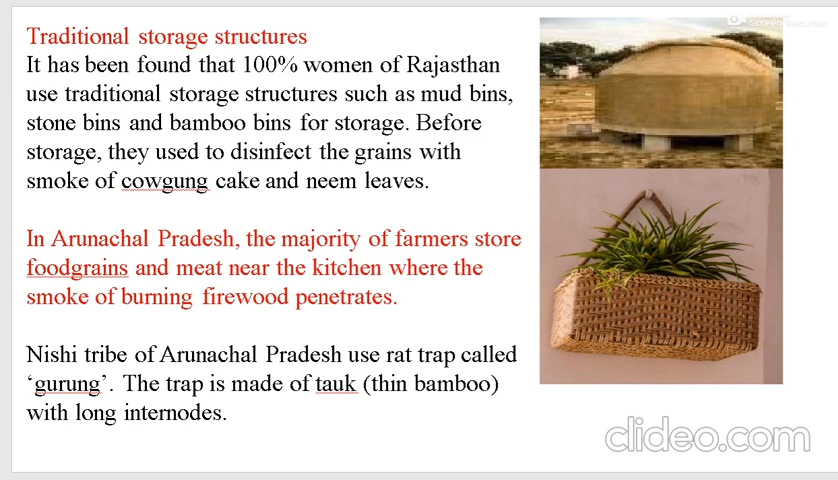 Traditional storage structures
It has been found that 100% women of Rajasthan
use traditional storage structures such as mud bins,
stone bins and bamboo bins for storage. Before
storage, they used to disinfect the grains with
smoke of cowgung cake and neem leaves.
In Arunachal Pradesh, the majority of farmers store
foodgrains and meat near the kitchen where the
smoke of burning firewood penetrates.
Nishi tribe of Arunachal Pradesh use rat trap called
‘gurung’. The trap is made of tauk (thin bamboo)
with long internodes.
clideo.com